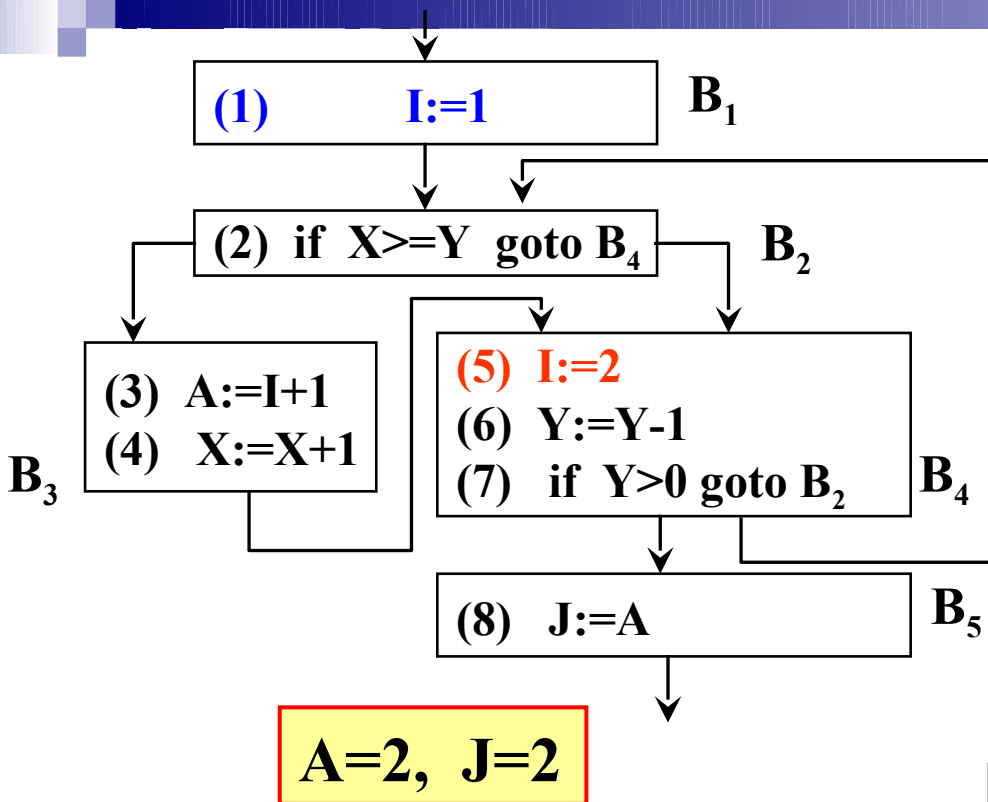 (1) I:=1
B₁
(2) if X>=Y goto B₄
B₂
(3) A:=I+1
(4) X:=X+1
B₃
(5) I:=2
(6) Y:=Y-1
(7) if Y>0 goto B₂
B₄
(8) J:=A
B₅
A=2, J=2